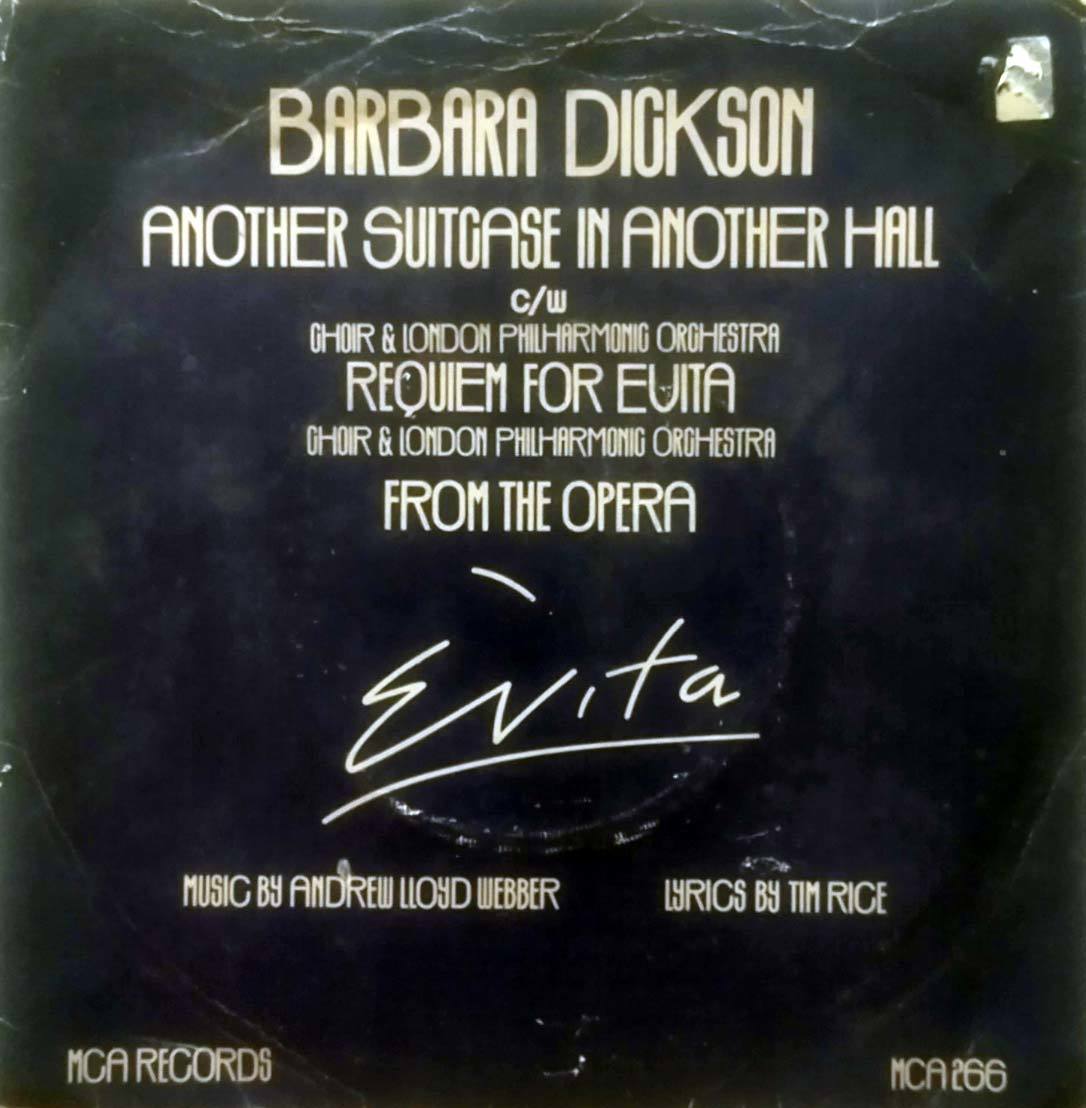 BARBARA DICKSON
ANOTHER SUITCASE IN ANOTHER HALL
C/W
CHOIR & LONDON PHILHARMONIC ORCHESTRA
REQUIEM FOR EVITA
CHOIR & LONDON PHILHARMONIC ORCHESTRA
FROM THE OPERA
Evita
MUSIC BY ANDREW LLOYD WEBBER LYRICS BY TIM RICE
MCA RECORDS MCA 266